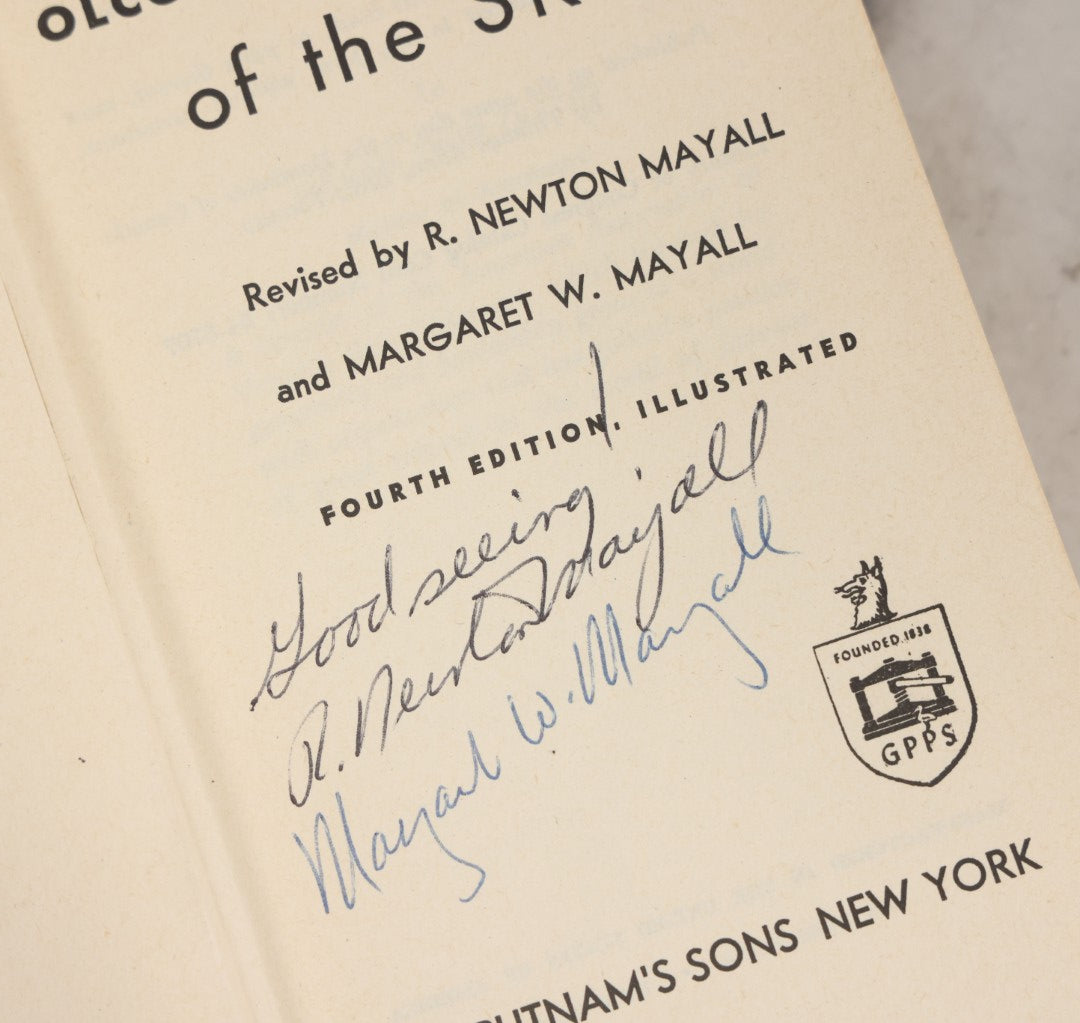 of the
Revised by R. NEWTON MAYALL
and MARGARET W. MAYALL
FOURTH EDITION, ILLUSTRATED
Good seeing!
R. Newton Mayall
Margaret W. Mayall
FOUNDED 1838
GPPS
PUTNAM'S SONS NEW YORK